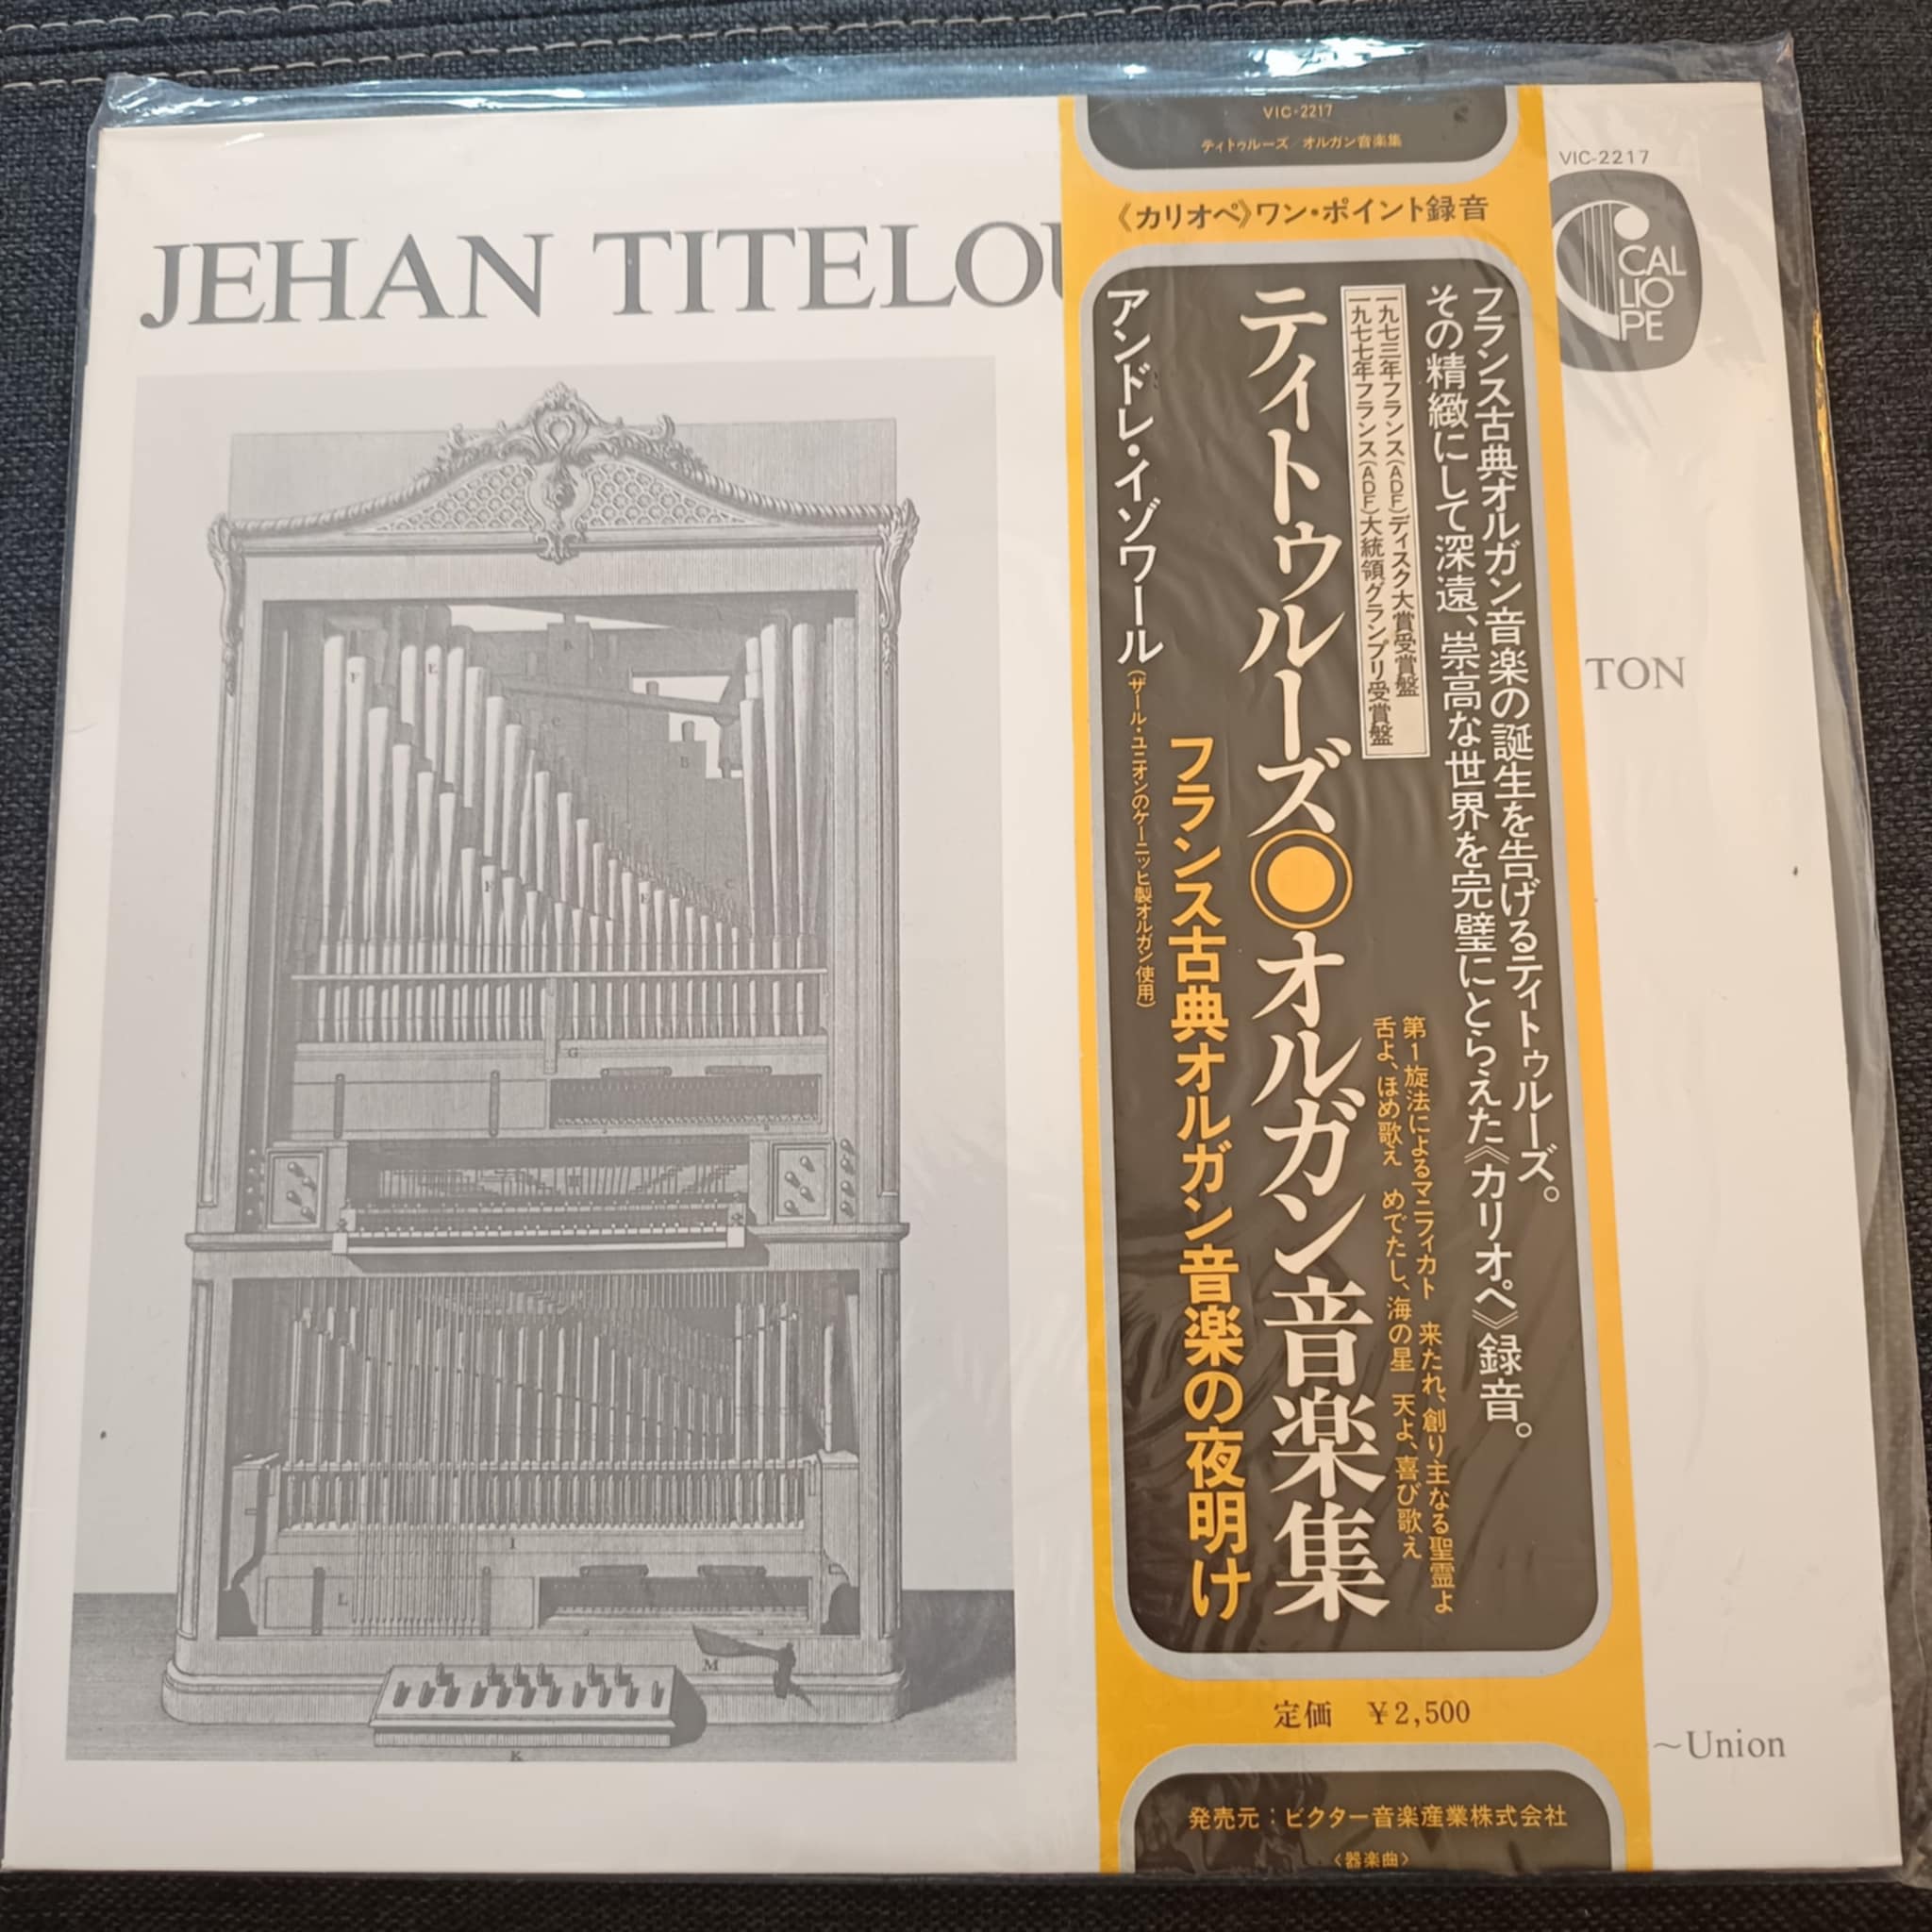 JEHAN TITELOU
VIC-2217
ティトゥルーズ/オルガン音楽集
《カリオペ》ワン・ポイント録音
フランス古典オルガン音楽の誕生を告げるティトゥルーズ。
その精緻にして深遠、崇高な世界を完璧にとらえた《カリオペ》録音。
一九七三年フランス(ADF)ディスク大賞受賞盤
一九七七年フランス(ADF)大統領グランプリ受賞盤
第1旋法によるマニフィカト 来たれ、創り主なる聖霊よ
舌よ、ほめ歌え めでたし、海の星 天よ、喜び歌え
ティトゥルーズ◉オルガン音楽集
フランス古典オルガン音楽の夜明け
アンドレ・イゾワール(ザール・ユニオンのケーニッヒ製オルガン使用)
定価 ¥2,500
発売元:ビクター音楽産業株式会社
〈器楽曲〉
VIC-2217
CAL
LIO
PE
TON
~Union